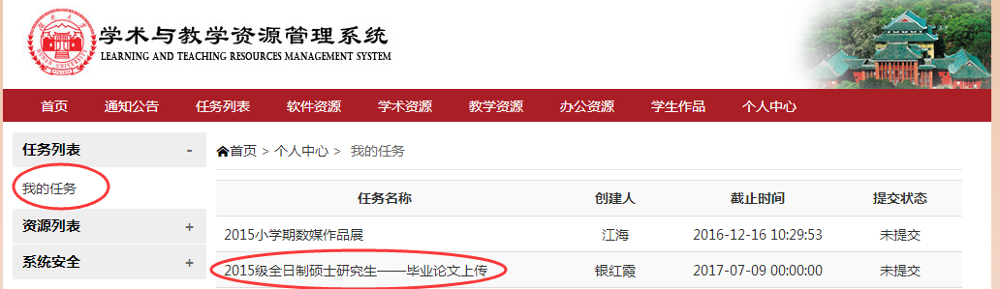 学术与教学资源管理系统
LEARNING AND TEACHING RESOURCES MANAGEMENT SYSTEM
首页 通知公告 任务列表 软件资源 学术资源 教学资源 办公资源 学生作品 个人中心
任务列表 -
我的任务
资源列表 +
系统安全 +
首页 > 个人中心 > 我的任务
任务名称 创建人 截止时间 提交状态
2015小学期数媒作品展 江海 2016-12-16 10:29:53 未提交
2015级全日制硕士研究生——毕业论文上传 银红霞 2017-07-09 00:00:00 未提交